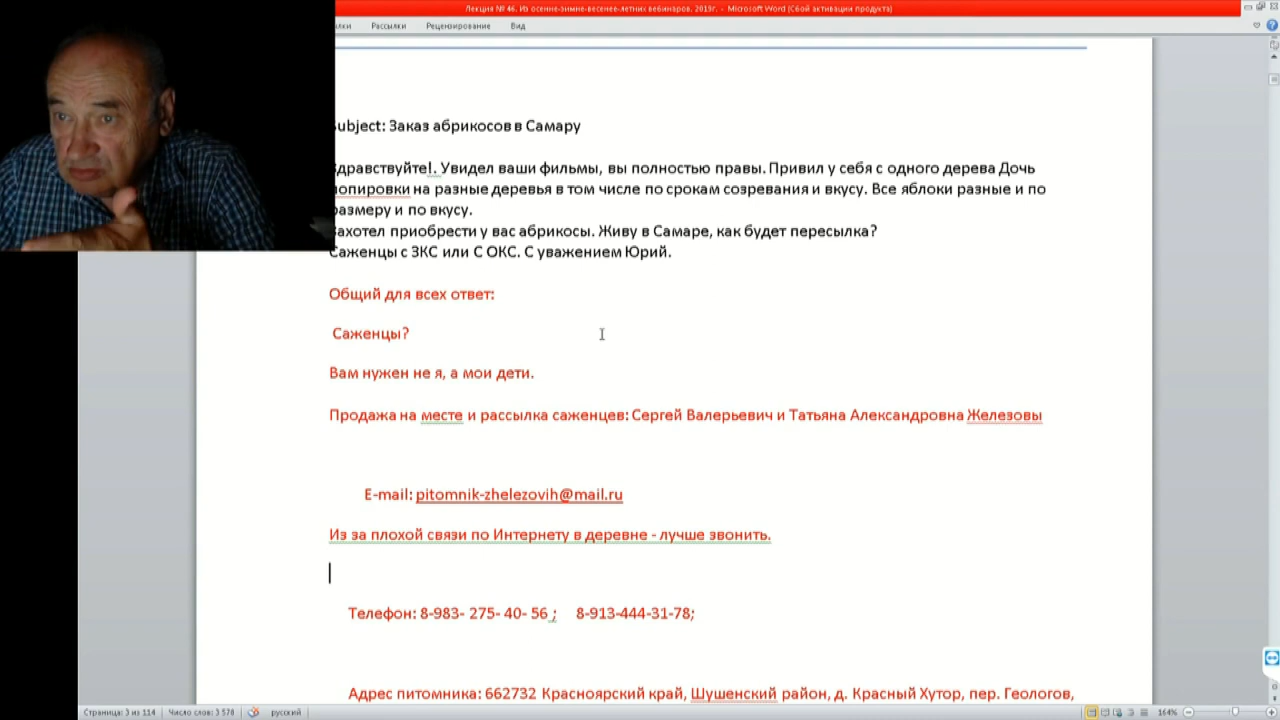 Лекция № 46. Из осенне-зимне-весенее-летних вебинаров. 2019г. - Microsoft Word (Сбой активации продукта)
Рассылки Рецензирование Вид
Subject: Заказ абрикосов в Самару
Здравствуйте!. Увидел ваши фильмы, вы полностью правы. Привил у себя с одного дерева Дочь
на разные деревья в том числе по срокам созревания и вкусу. Все яблоки разные и по
размеру и по вкусу.
Захотел приобрести у вас абрикосы. Живу в Самаре, как будет пересылка?
Саженцы с ЗКС или С ОКС. С уважением Юрий.
Общий для всех ответ:
Саженцы?
Вам нужен не я, а мои дети.
Продажа на месте и рассылка саженцев: Сергей Валерьевич и Татьяна Александровна Железовы
E-mail: pitomnik-zhelezovih@mail.ru
Из за плохой связи по Интернету в деревне - лучше звонить.
Телефон: 8-983- 275- 40- 56 ; 8-913-444-31-78;
Адрес питомника: 662732 Красноярский край, Шушенский район, д. Красный Хутор, пер. Геологов,
Страница: 3 из 114 Число слов: 3 578 русский 164%